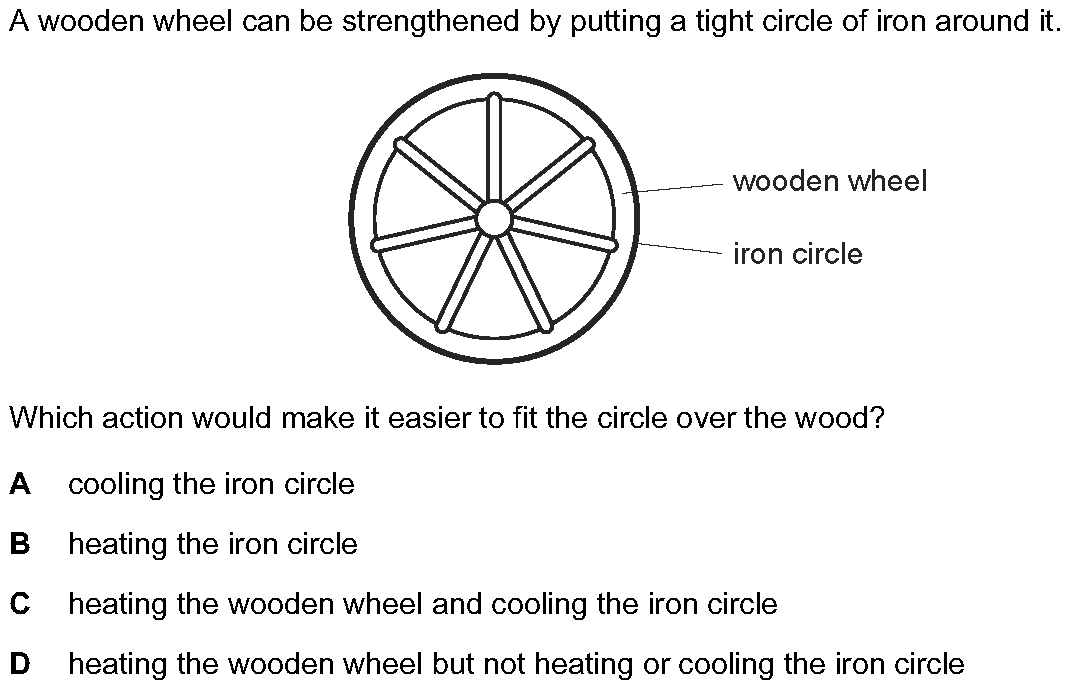 A wooden wheel can be strengthened by putting a tight circle of iron around it.
wooden wheel
iron circle
Which action would make it easier to fit the circle over the wood?
A cooling the iron circle
B heating the iron circle
C heating the wooden wheel and cooling the iron circle
D heating the wooden wheel but not heating or cooling the iron circle